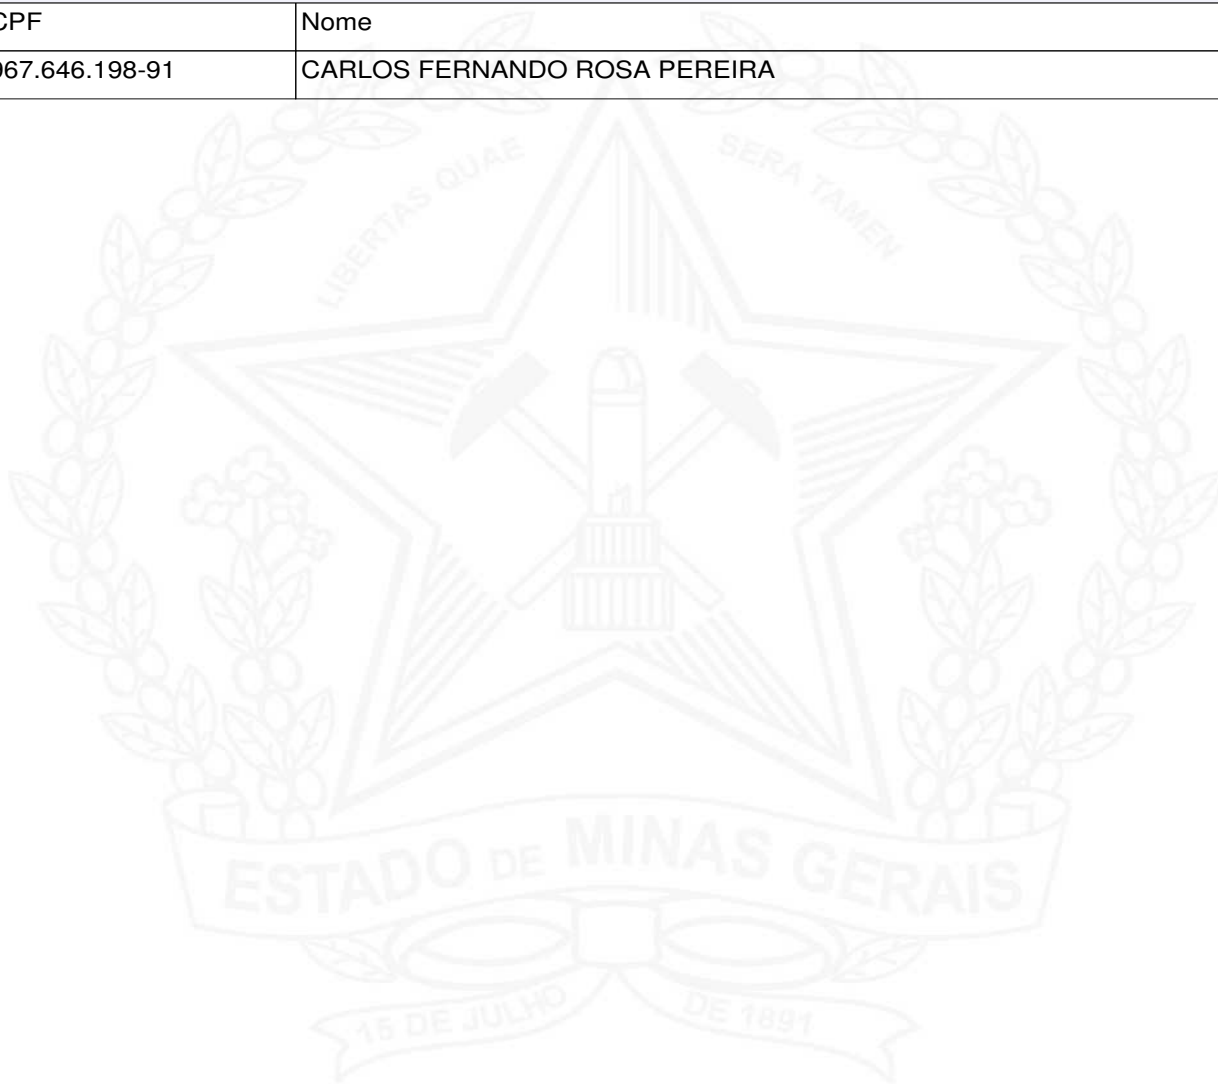 CPF Nome
967.646.198-91 CARLOS FERNANDO ROSA PEREIRA
LIBERTAS QUAE SERA TAMEN
ESTADO DE MINAS GERAIS
15 DE JULHO DE 1891